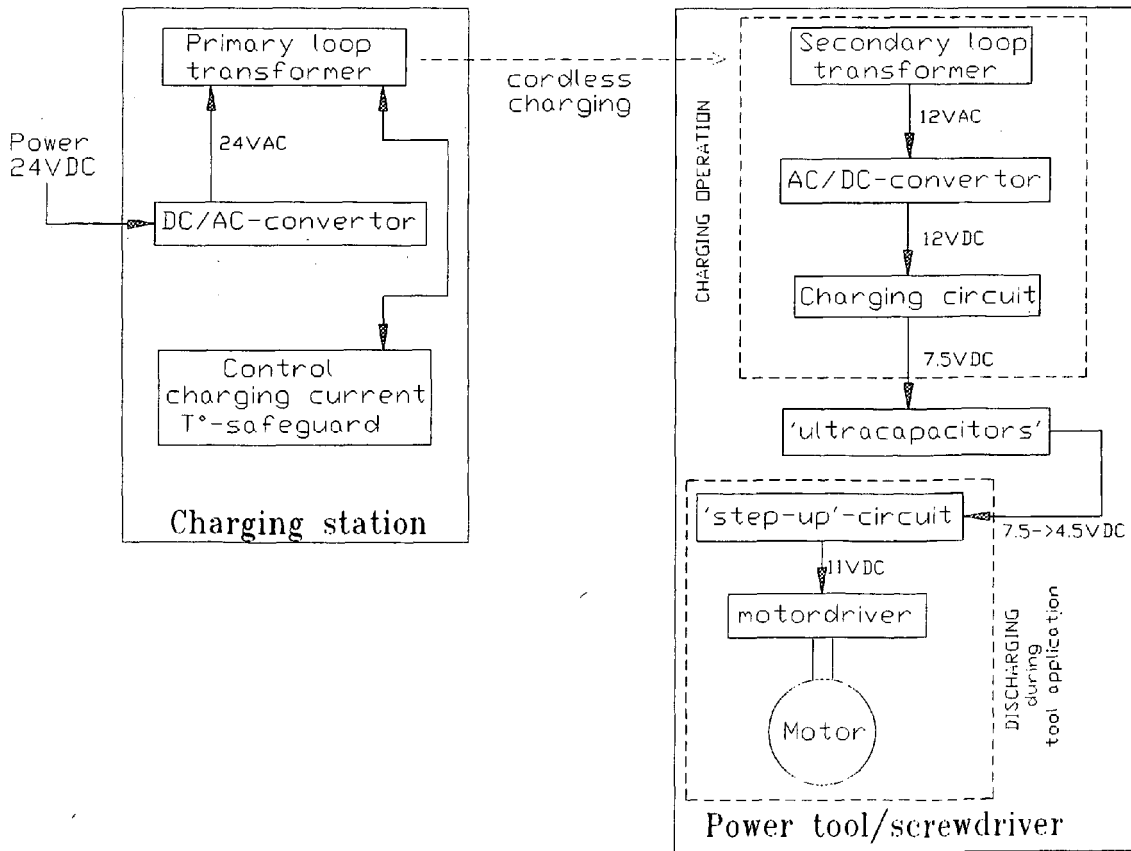 Primary loop
transformer
cordless
charging
Power
24VDC
24VAC
DC/AC-convertor
Control
charging current
T°-safeguard
Charging station
Secondary loop
transformer
12VAC
AC/DC-convertor
12VDC
Charging circuit
7.5VDC
CHARGING OPERATION
'ultracapacitors'
'step-up'-circuit
7.5->4.5VDC
11VDC
motordriver
Motor
DISCHARGING
during
tool application
Power tool/screwdriver